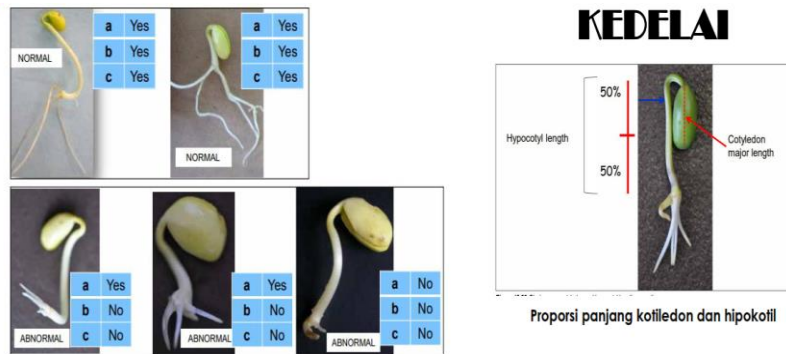 NORMAL
a Yes
b Yes
c Yes
NORMAL
a Yes
b Yes
c Yes
ABNORMAL
a Yes
b No
c No
ABNORMAL
a Yes
b No
c No
ABNORMAL
a No
b No
c No
KEDELAI
50%
Hypocotyl length
Cotyledon
major length
50%
Proporsi panjang kotiledon dan hipokotil